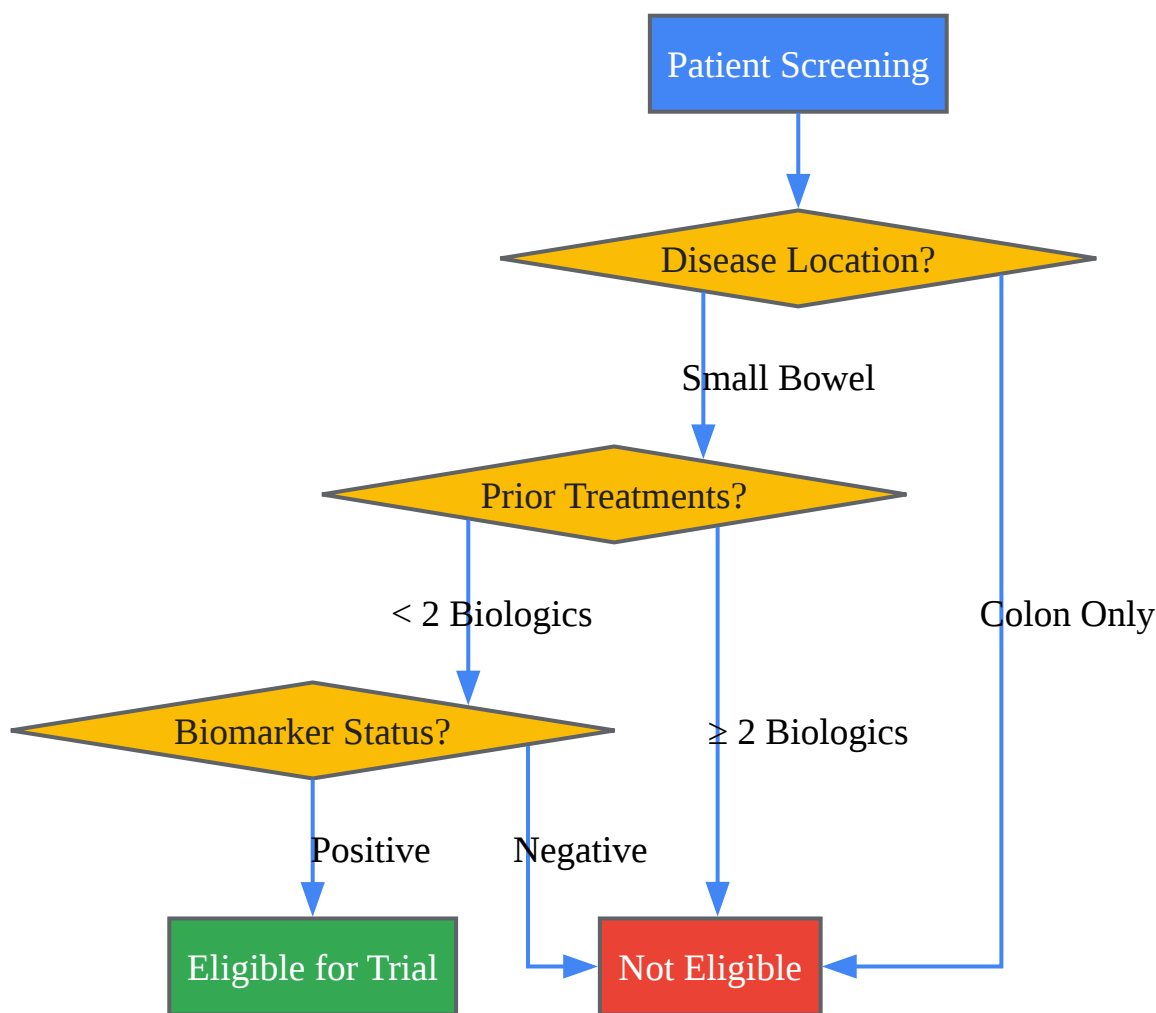 Patient Screening
Disease Location?
Small Bowel
Prior Treatments?
< 2 Biologics
Colon Only
Biomarker Status?
≥ 2 Biologics
Positive
Negative
Eligible for Trial
Not Eligible